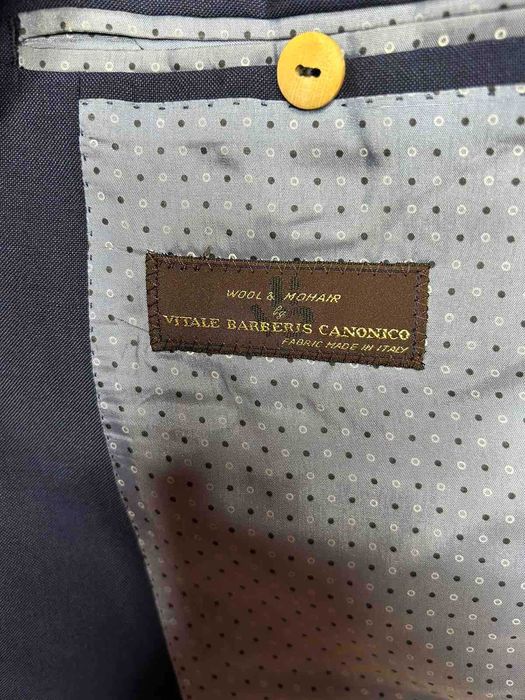 WOOL & MOHAIR
by
VITALE BARBERIS CANONICO
FABRIC MADE IN ITALY